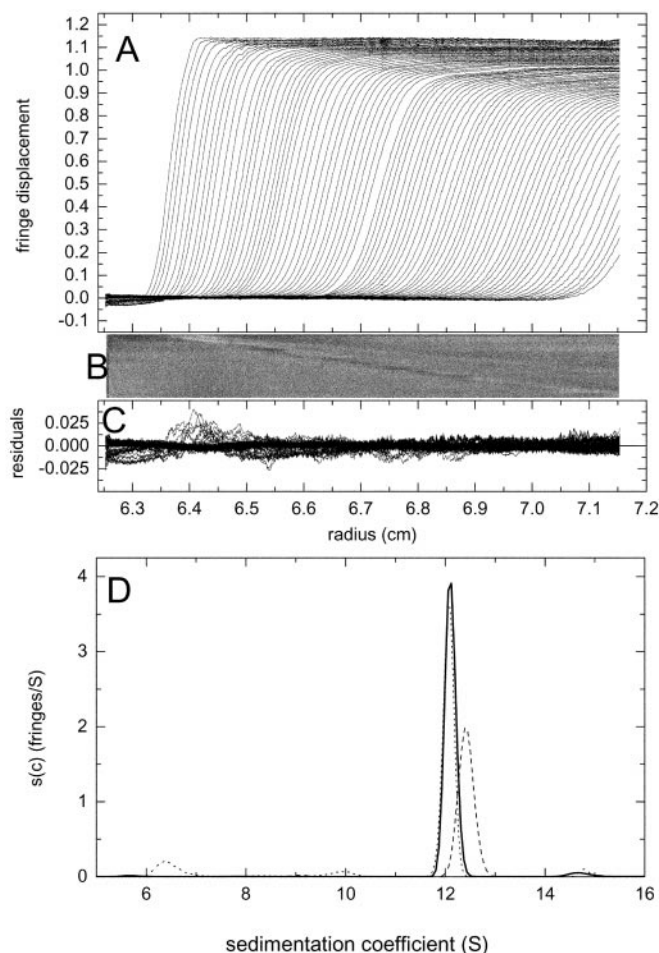 A
fringe displacement
1.2
1.1
1.0
0.9
0.8
0.7
0.6
0.5
0.4
0.3
0.2
0.1
0.0
-0.1
B
C
residuals
0.025
0.000
-0.025
6.3 6.4 6.5 6.6 6.7 6.8 6.9 7.0 7.1 7.2
radius (cm)
D
s(c) (fringes/S)
4
3
2
1
0
6 8 10 12 14 16
sedimentation coefficient (S)